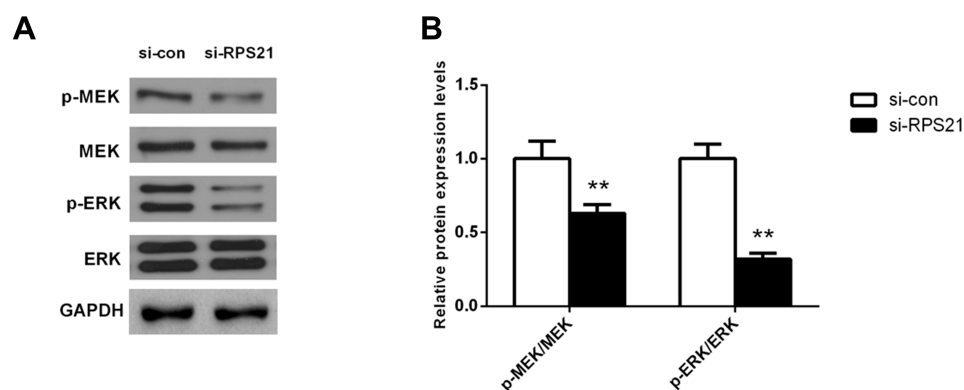 A
si-con si-RPS21
p-MEK
MEK
p-ERK
ERK
GAPDH
B
Relative protein expression levels
1.5
1.0
0.5
0.0
**
**
p-MEK/MEK
p-ERK/ERK
si-con
si-RPS21